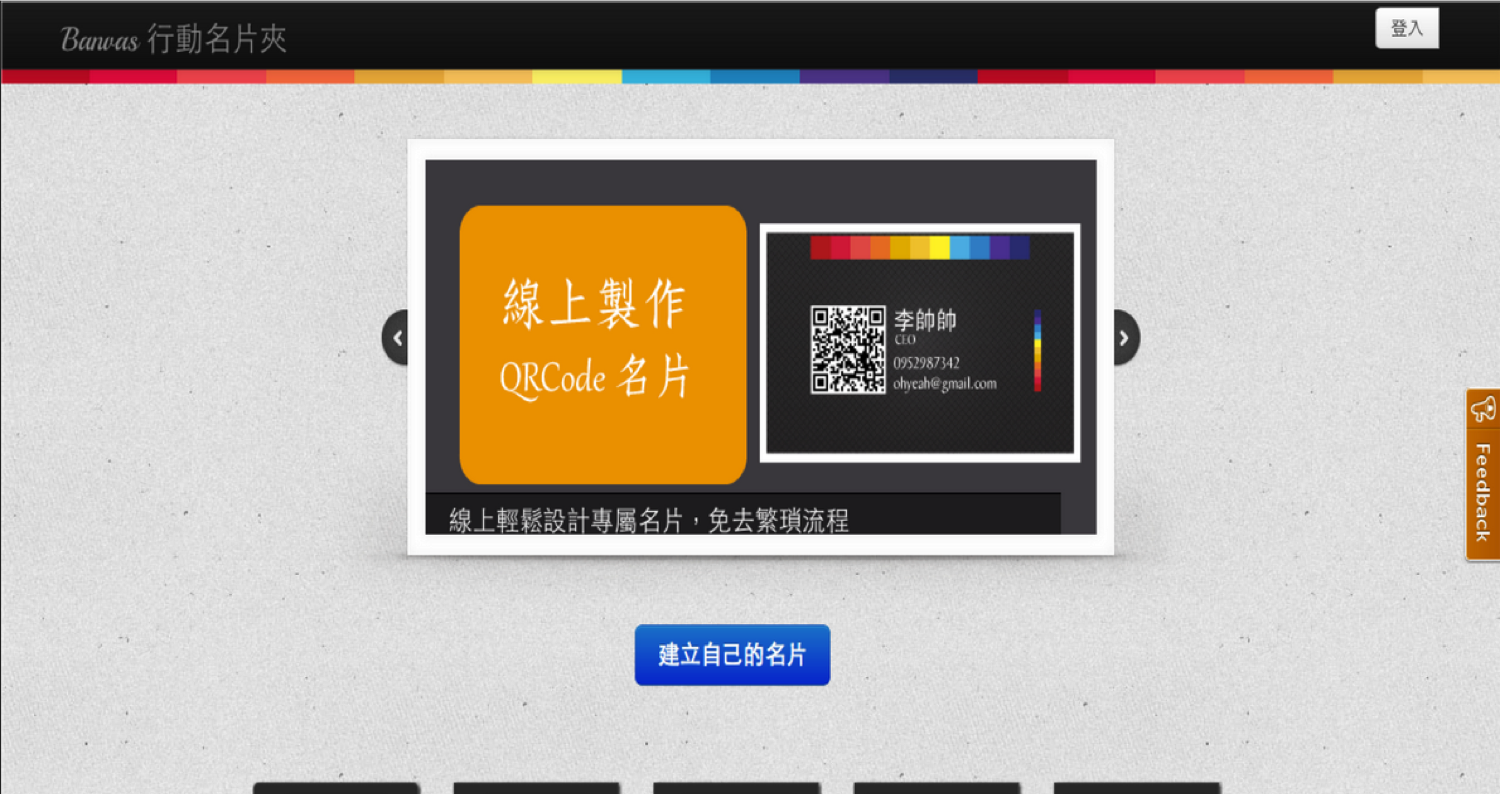 Banwas 行動名片夾
登入
線上製作
QRCode 名片
李帥帥
CEO
0952987342
ohyeah@gmail.com
線上輕鬆設計專屬名片，免去繁瑣流程
Feedback
建立自己的名片